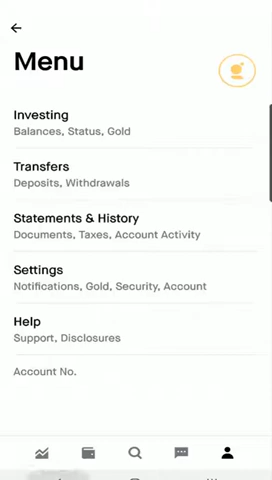 Menu
Investing
Balances, Status, Gold
Transfers
Deposits, Withdrawals
Statements & History
Documents, Taxes, Account Activity
Settings
Notifications, Gold, Security, Account
Help
Support, Disclosures
Account No.